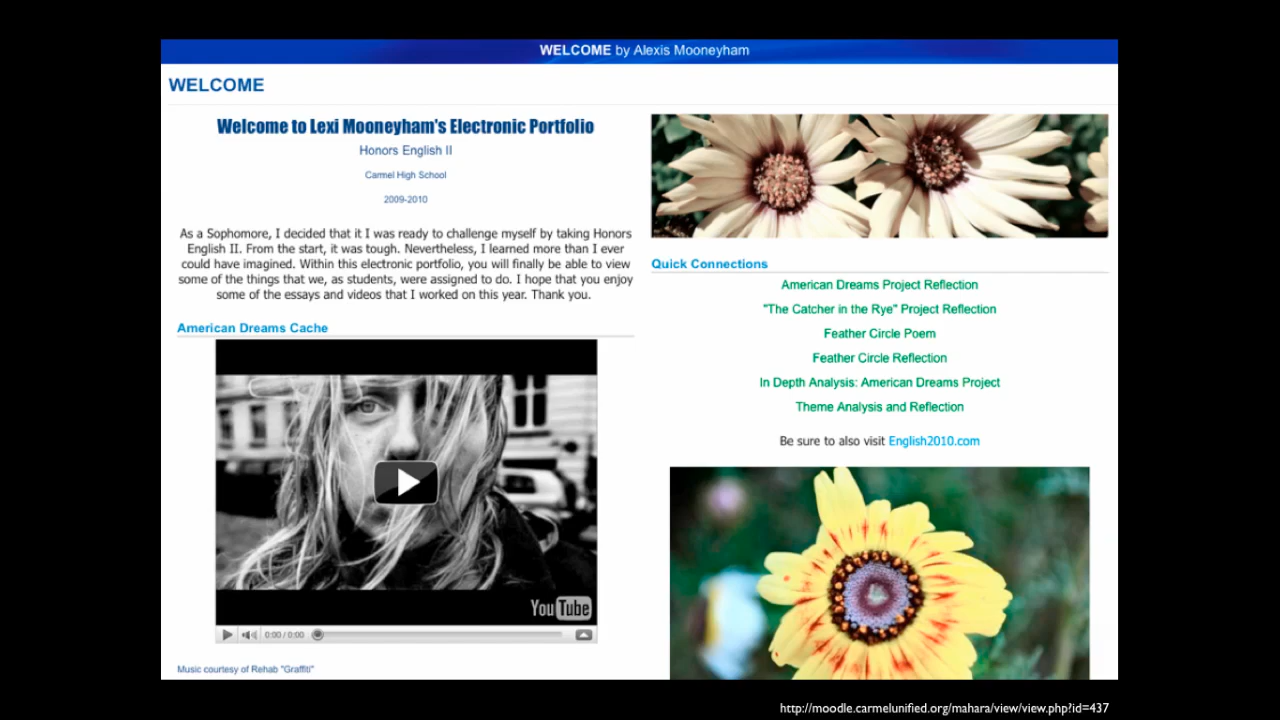 WELCOME by Alexis Mooneyham
WELCOME
Welcome to Lexi Mooneyham's Electronic Portfolio
Honors English II
Carmel High School
2009-2010
As a Sophomore, I decided that it I was ready to challenge myself by taking Honors
English II. From the start, it was tough. Nevertheless, I learned more than I ever
could have imagined. Within this electronic portfolio, you will finally be able to view
some of the things that we, as students, were assigned to do. I hope that you enjoy
some of the essays and videos that I worked on this year. Thank you.
American Dreams Cache
YouTube
0:00 / 0:00
Music courtesy of Rehab "Graffiti"
Quick Connections
American Dreams Project Reflection
"The Catcher in the Rye" Project Reflection
Feather Circle Poem
Feather Circle Reflection
In Depth Analysis: American Dreams Project
Theme Analysis and Reflection
Be sure to also visit English2010.com
http://moodle.carmelunified.org/mahara/view/view.php?id=437